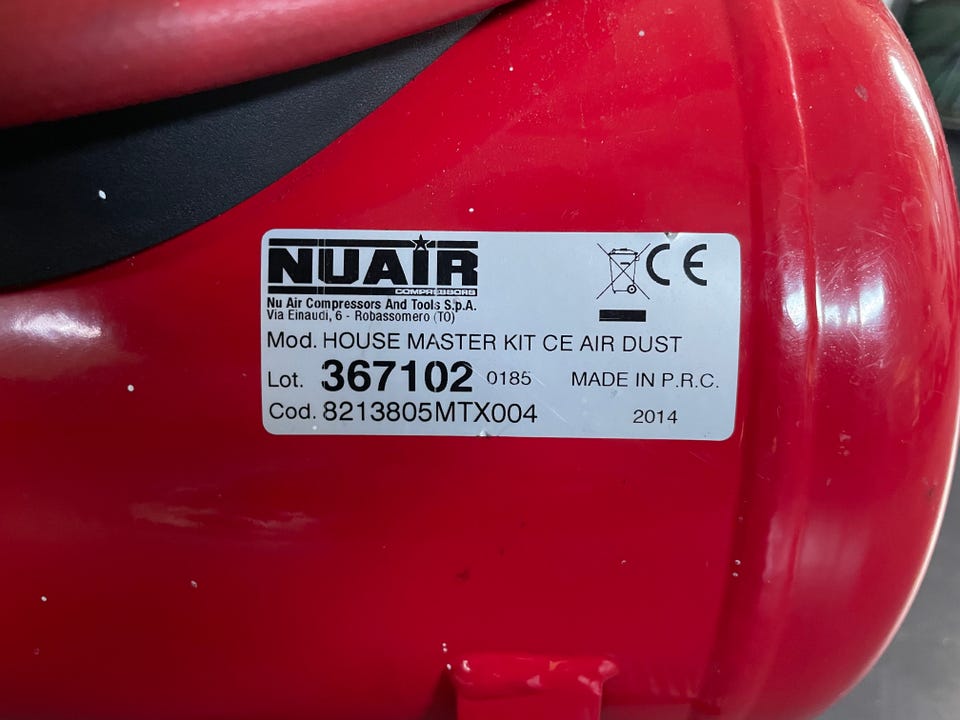 NUAIR
COMPRESSORS
CE
Nu Air Compressors And Tools S.p.A.
Via Einaudi, 6 - Robassomero (TO)
Mod. HOUSE MASTER KIT CE AIR DUST
Lot. 367102 0185 MADE IN P.R.C.
Cod. 8213805MTX004 2014